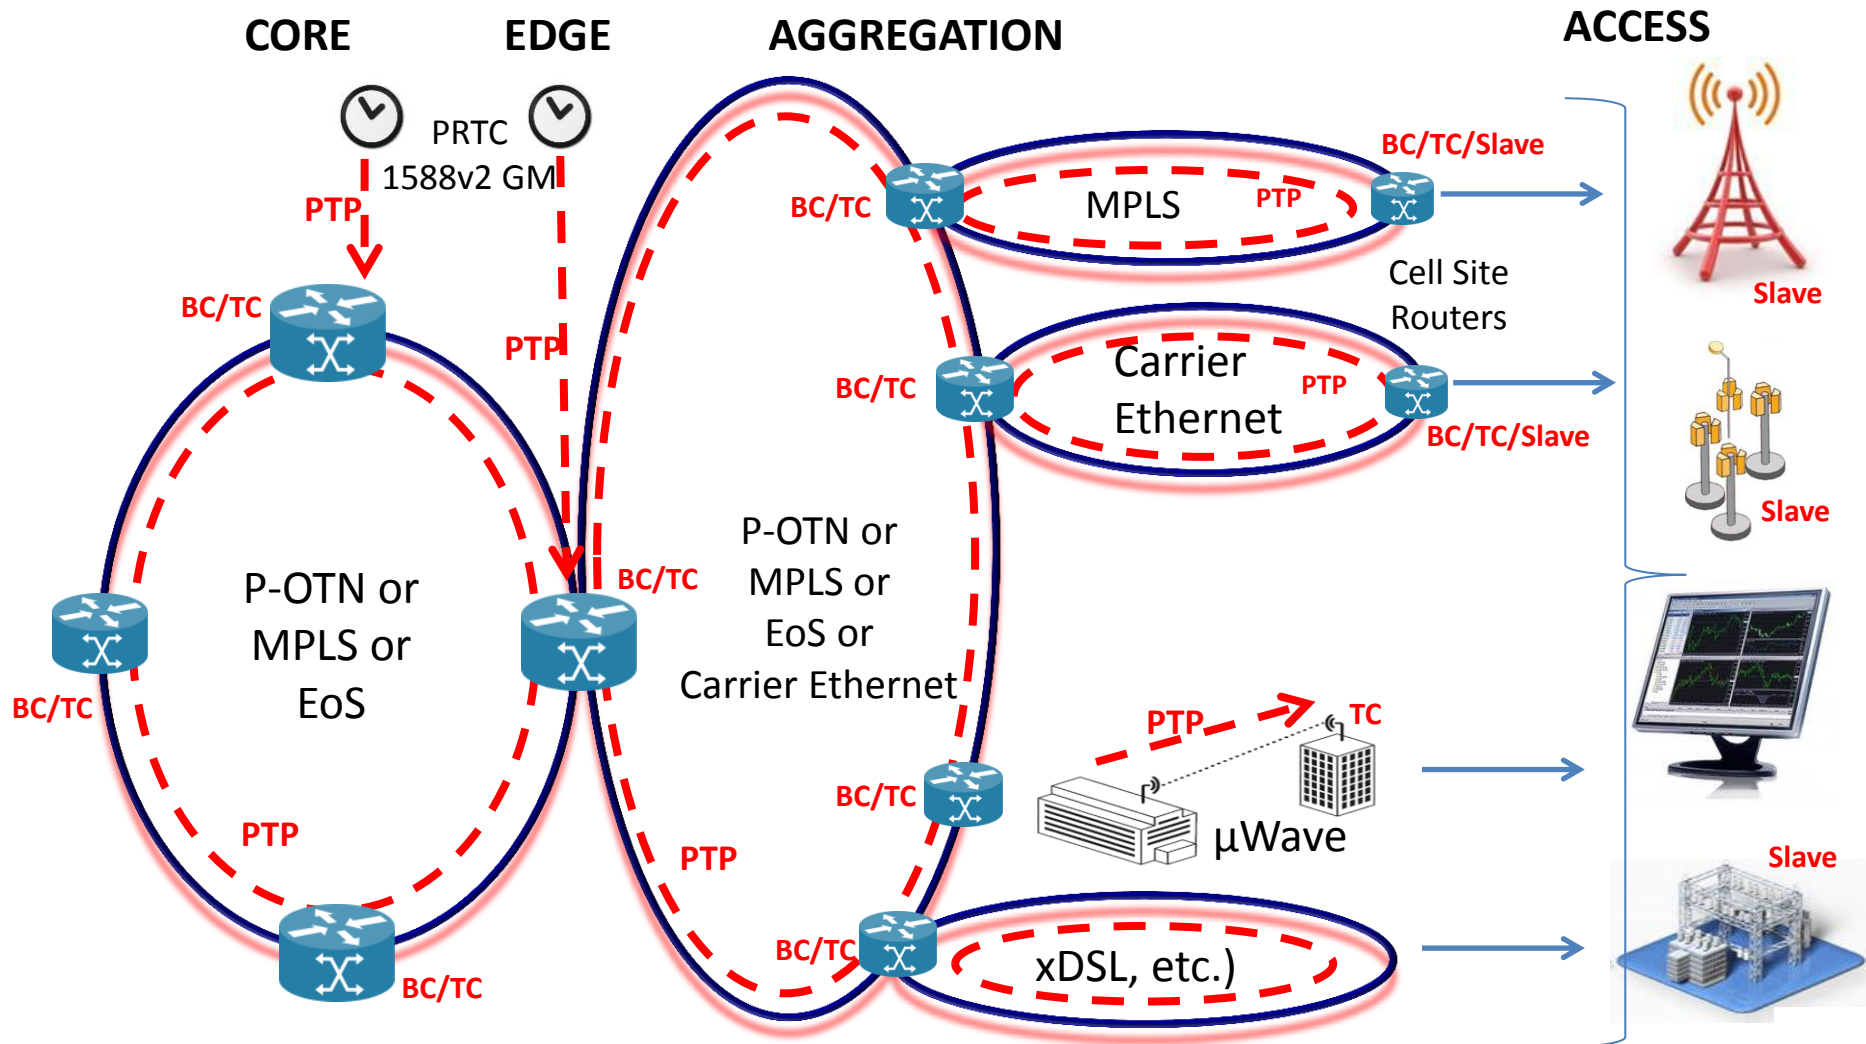 CORE
EDGE
AGGREGATION
ACCESS
PRTC
1588v2 GM
PTP
PTP
BC/TC
BC/TC
BC/TC
BC/TC
P-OTN or
MPLS or
EoS
PTP
P-OTN or
MPLS or
EoS or
Carrier Ethernet
PTP
BC/TC
BC/TC
BC/TC
BC/TC
MPLS
PTP
BC/TC/Slave
Cell Site
Routers
Carrier
Ethernet
PTP
BC/TC/Slave
PTP
TC
µWave
xDSL, etc.)
Slave
Slave
Slave